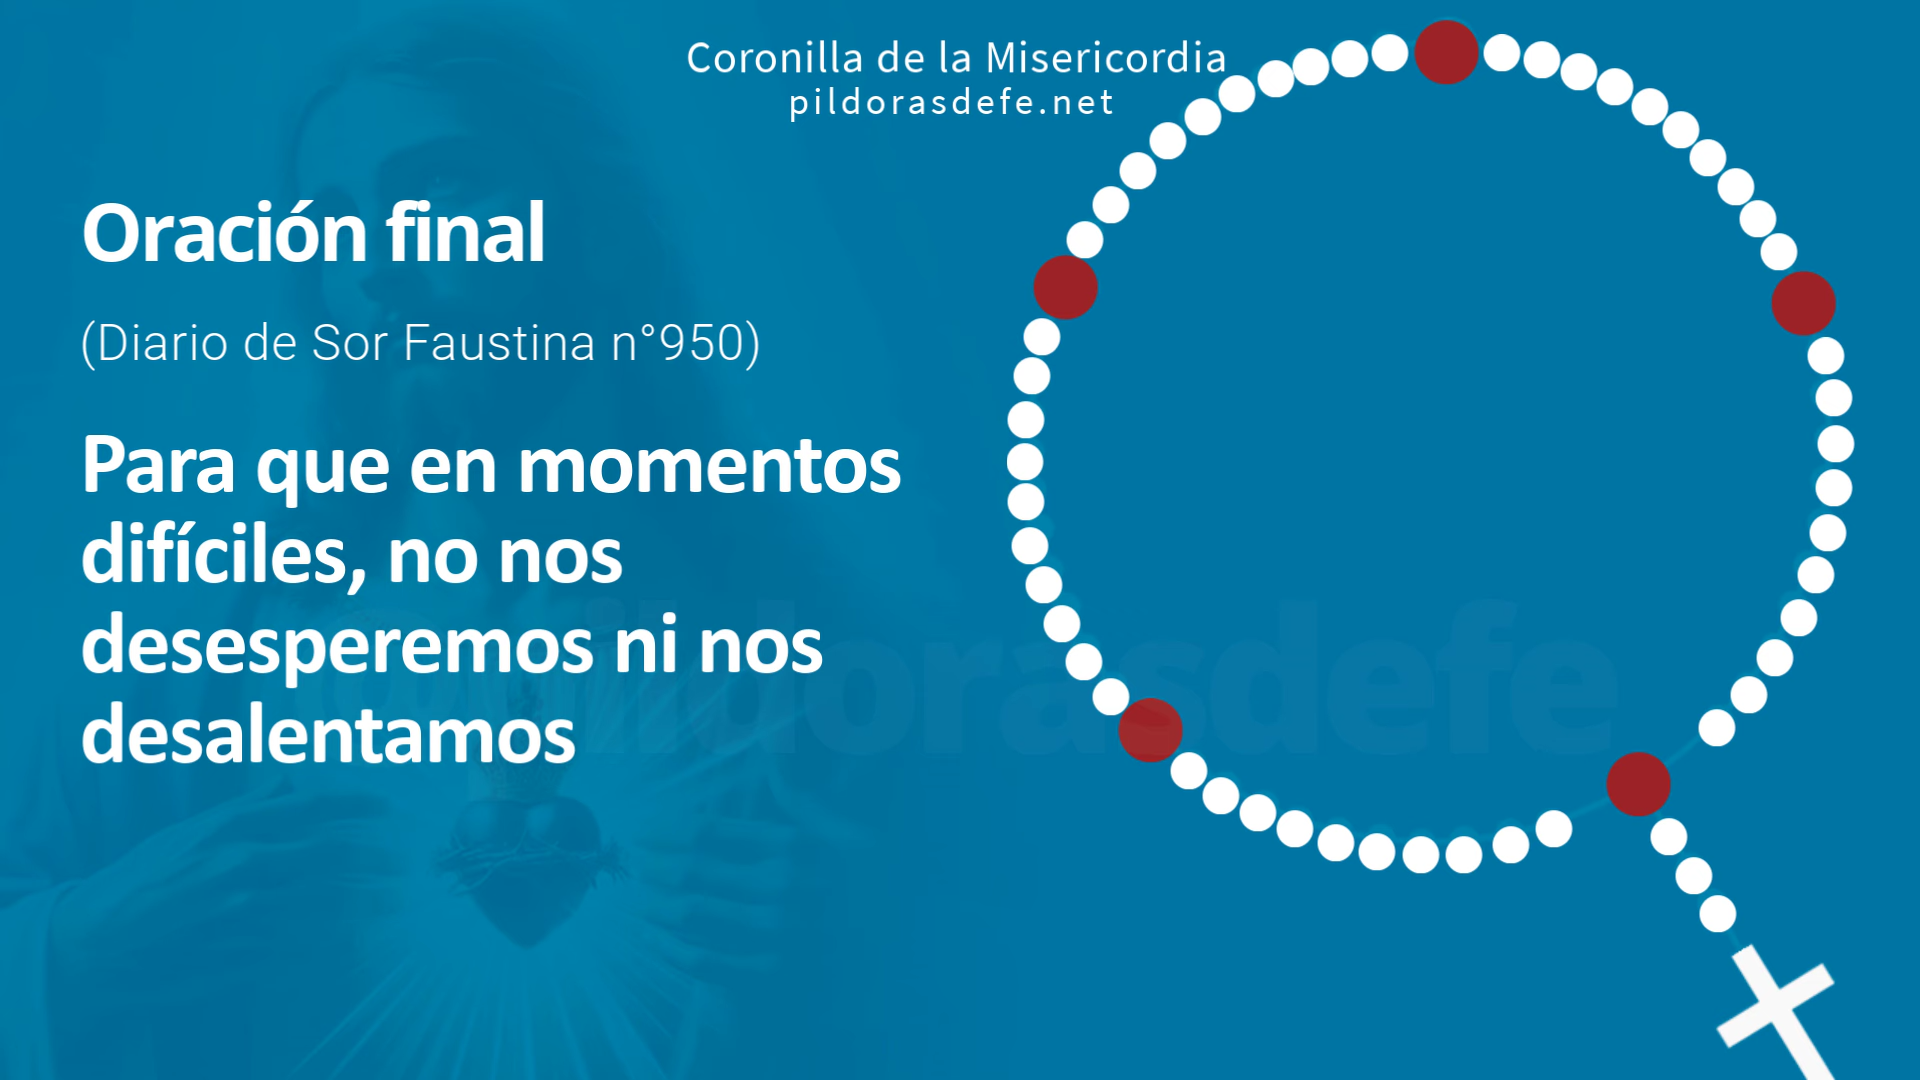 Coronilla de la Misericordia
pildorasdefe.net
Oración final
(Diario de Sor Faustina n°950)
Para que en momentos
difíciles, no nos
desesperemos ni nos
desalentamos
pildorasdefe